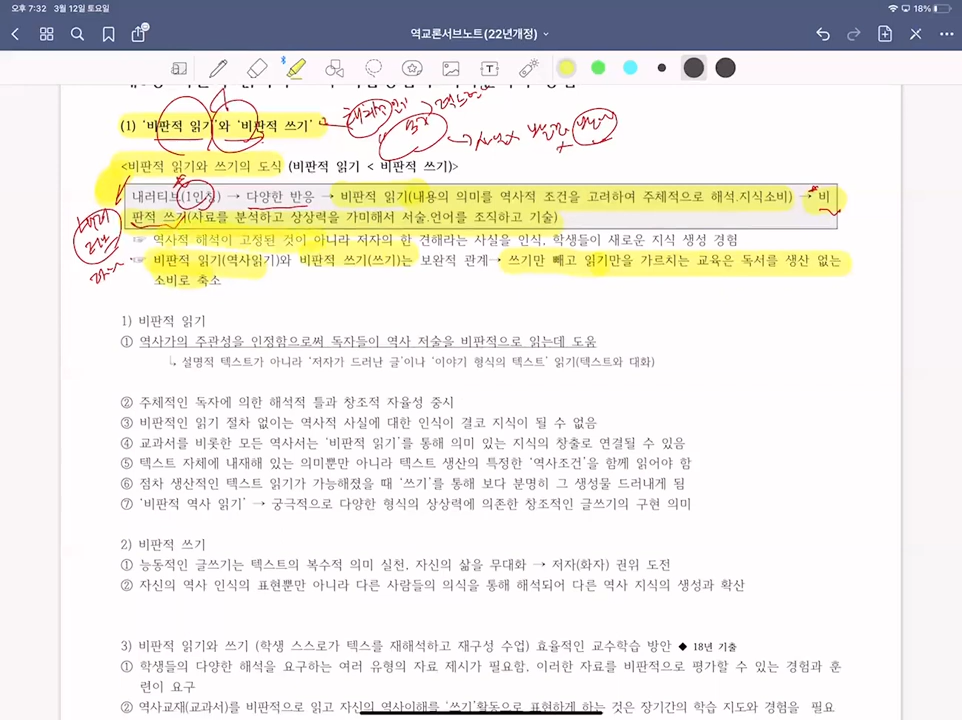 오후 7:32 3월 12일 토요일
18%
역교론서브노트(22년개정)
(1) '비판적 읽기'와 '비판적 쓰기'
<비판적 읽기와 쓰기의 도식 (비판적 읽기 < 비판적 쓰기)>
내러티브(1인칭) → 다양한 반응 → 비판적 읽기(내용의 의미를 역사적 조건을 고려하여 주체적으로 해석.지식소비) → 비
판적 쓰기(사료를 분석하고 상상력을 가미해서 서술.언어를 조직하고 기술)
☞ 역사적 해석이 고정된 것이 아니라 저자의 한 견해라는 사실을 인식, 학생들이 새로운 지식 생성 경험
☞ 비판적 읽기(역사읽기)와 비판적 쓰기(쓰기)는 보완적 관계→ 쓰기만 빼고 읽기만을 가르치는 교육은 독서를 생산 없는
소비로 축소
1) 비판적 읽기
① 역사가의 주관성을 인정함으로써 독자들이 역사 저술을 비판적으로 읽는데 도움
↳ 설명적 텍스트가 아니라 '저자가 드러난 글'이나 '이야기 형식의 텍스트' 읽기(텍스트와 대화)
② 주체적인 독자에 의한 해석적 틀과 창조적 자율성 중시
③ 비판적인 읽기 절차 없이는 역사적 사실에 대한 인식이 결코 지식이 될 수 없음
④ 교과서를 비롯한 모든 역사서는 '비판적 읽기'를 통해 의미 있는 지식의 창출로 연결될 수 있음
⑤ 텍스트 자체에 내재해 있는 의미뿐만 아니라 텍스트 생산의 특정한 '역사조건'을 함께 읽어야 함
⑥ 점차 생산적인 텍스트 읽기가 가능해졌을 때 '쓰기'를 통해 보다 분명히 그 생성물 드러내게 됨
⑦ '비판적 역사 읽기' → 궁극적으로 다양한 형식의 상상력에 의존한 창조적인 글쓰기의 구현 의미
2) 비판적 쓰기
① 능동적인 글쓰기는 텍스트의 복수적 의미 실천, 자신의 삶을 무대화 → 저자(화자) 권위 도전
② 자신의 역사 인식의 표현뿐만 아니라 다른 사람들의 의식을 통해 해석되어 다른 역사 지식의 생성과 확산
3) 비판적 읽기와 쓰기 (학생 스스로가 텍스를 재해석하고 재구성 수업) 효율적인 교수학습 방안 ◆ 18년 기출
① 학생들의 다양한 해석을 요구하는 여러 유형의 자료 제시가 필요함, 이러한 자료를 비판적으로 평가할 수 있는 경험과 훈
련이 요구
② 역사교재(교과서)를 비판적으로 읽고 자신의 역사이해를 '쓰기'활동으로 표현하게 하는 것은 장기간의 학습 지도와 경험을 필요